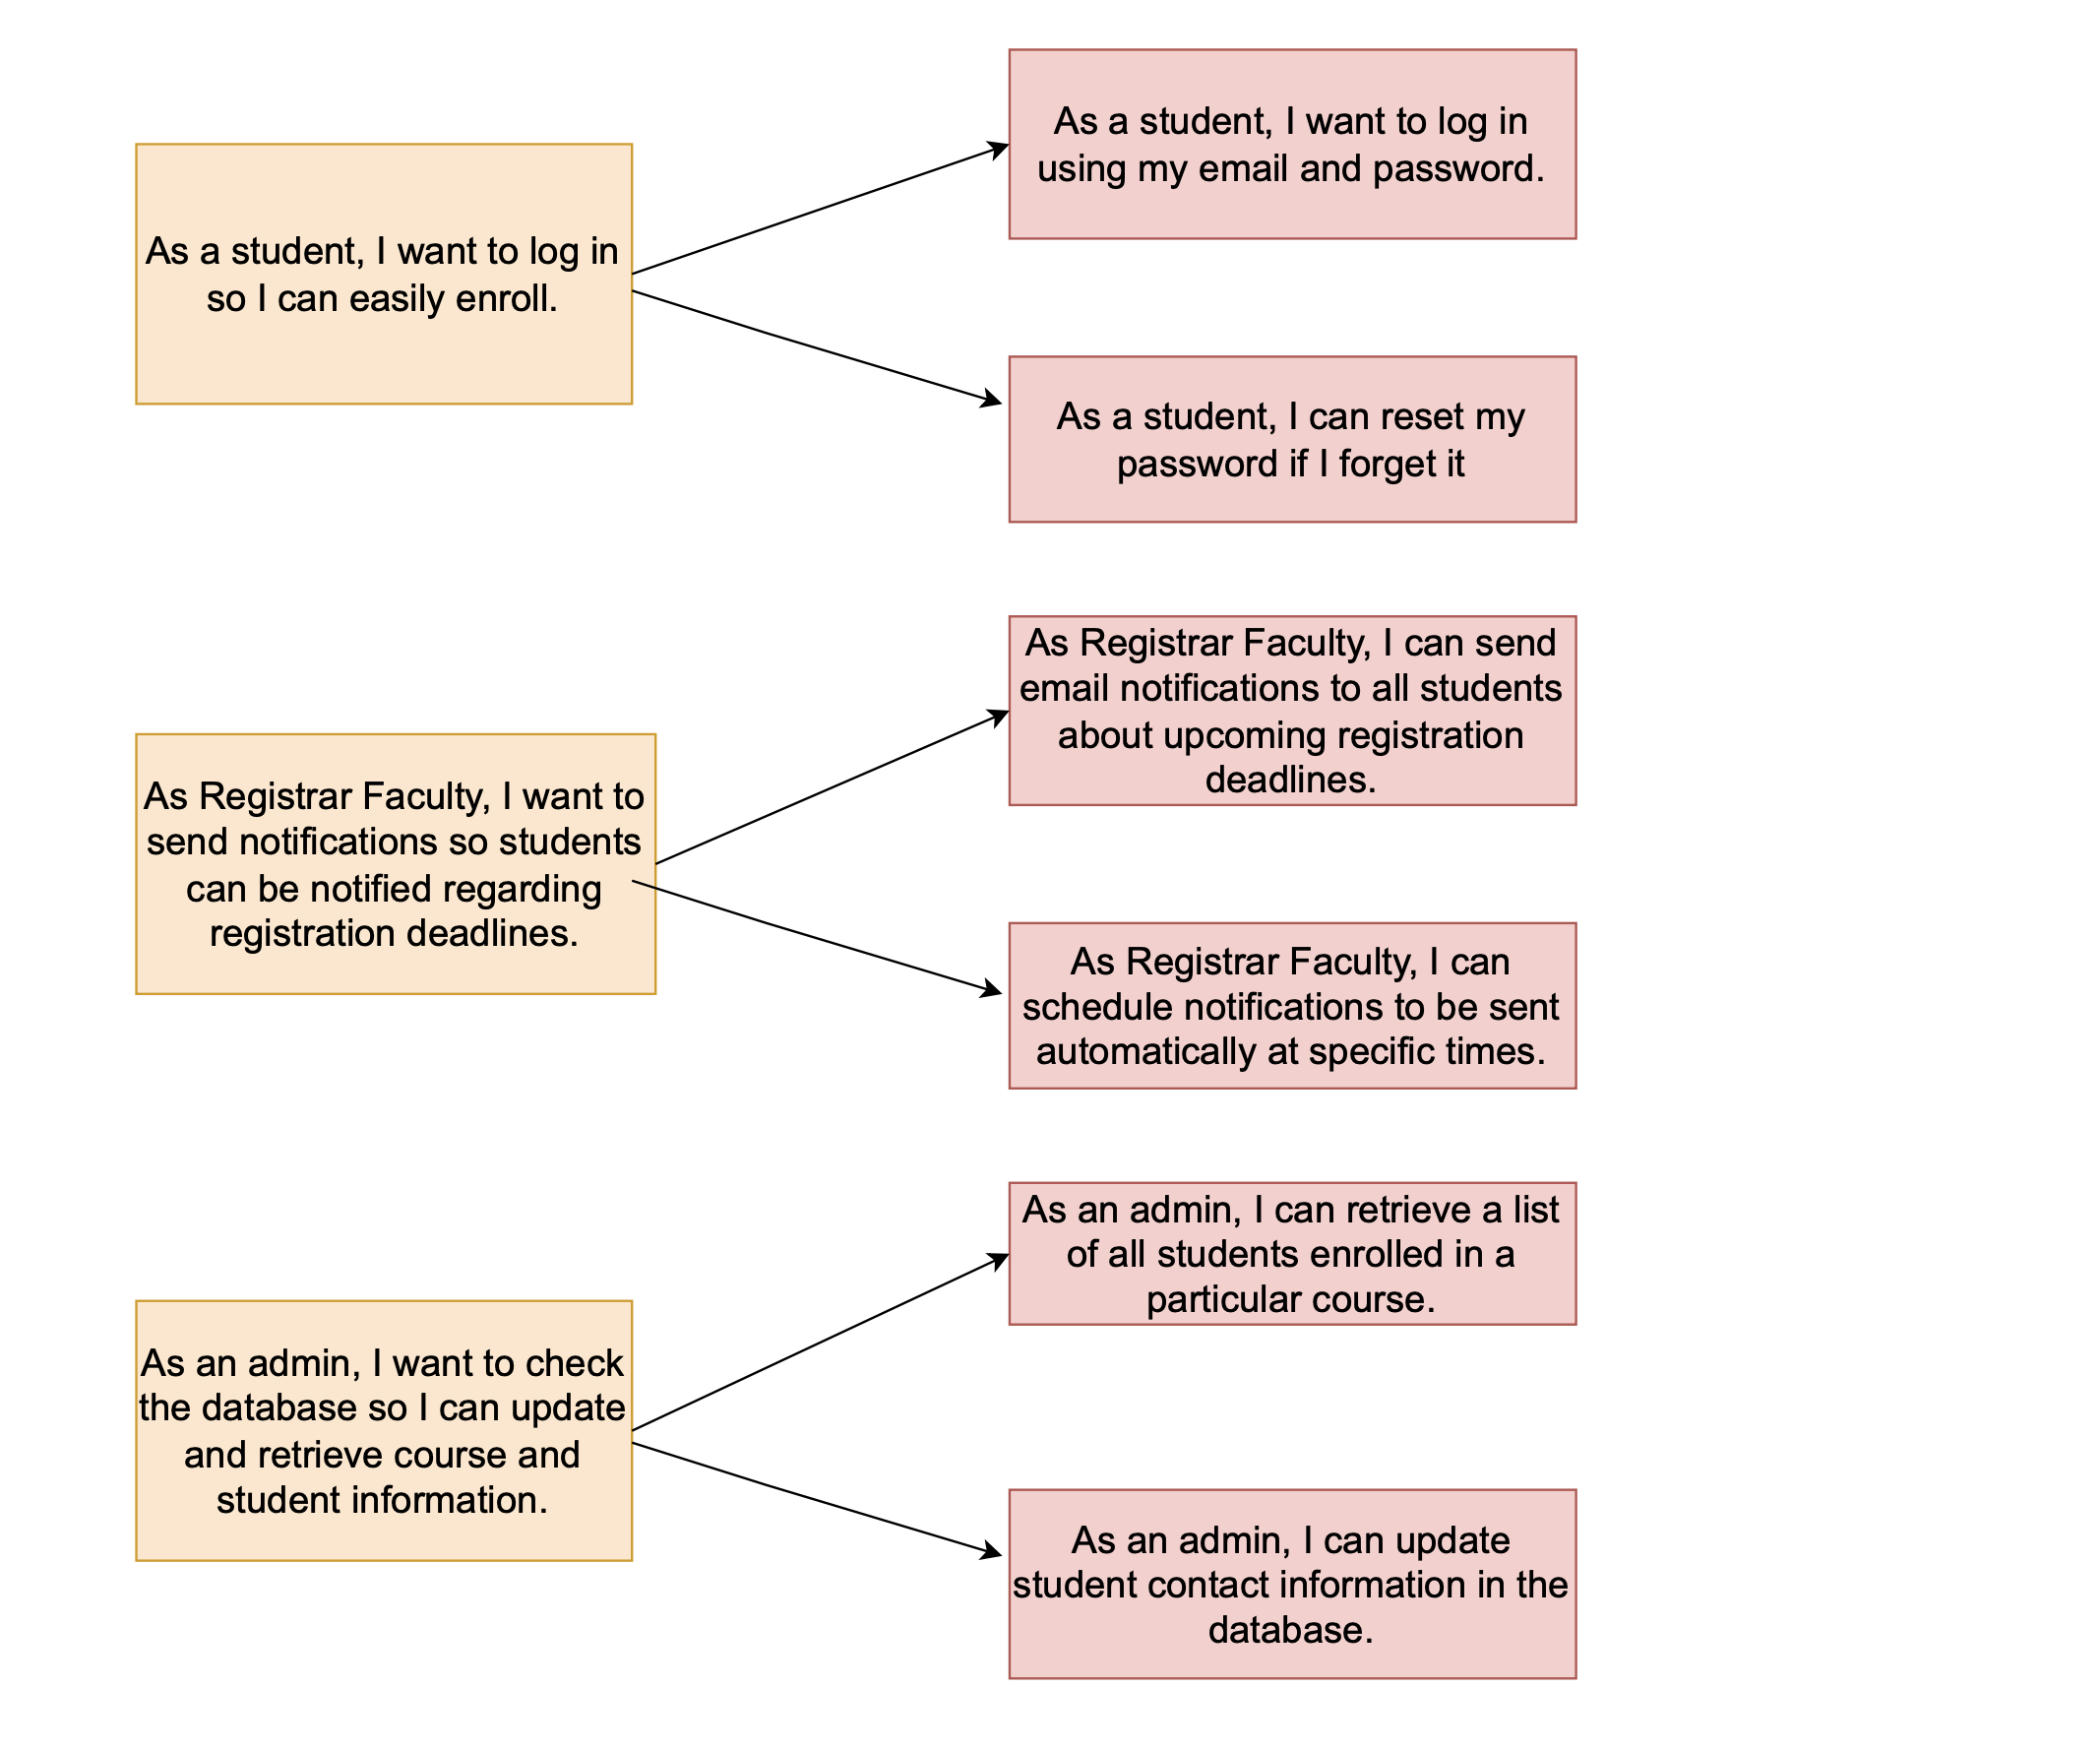 As a student, I want to log in
using my email and password.
As a student, I want to log in
so I can easily enroll.
As a student, I can reset my
password if I forget it
As Registrar Faculty, I can send
email notifications to all students
about upcoming registration
deadlines.
As Registrar Faculty, I want to
send notifications so students
can be notified regarding
registration deadlines.
As Registrar Faculty, I can
schedule notifications to be sent
automatically at specific times.
As an admin, I can retrieve a list
of all students enrolled in a
particular course.
As an admin, I want to check
the database so I can update
and retrieve course and
student information.
As an admin, I can update
student contact information in the
database.